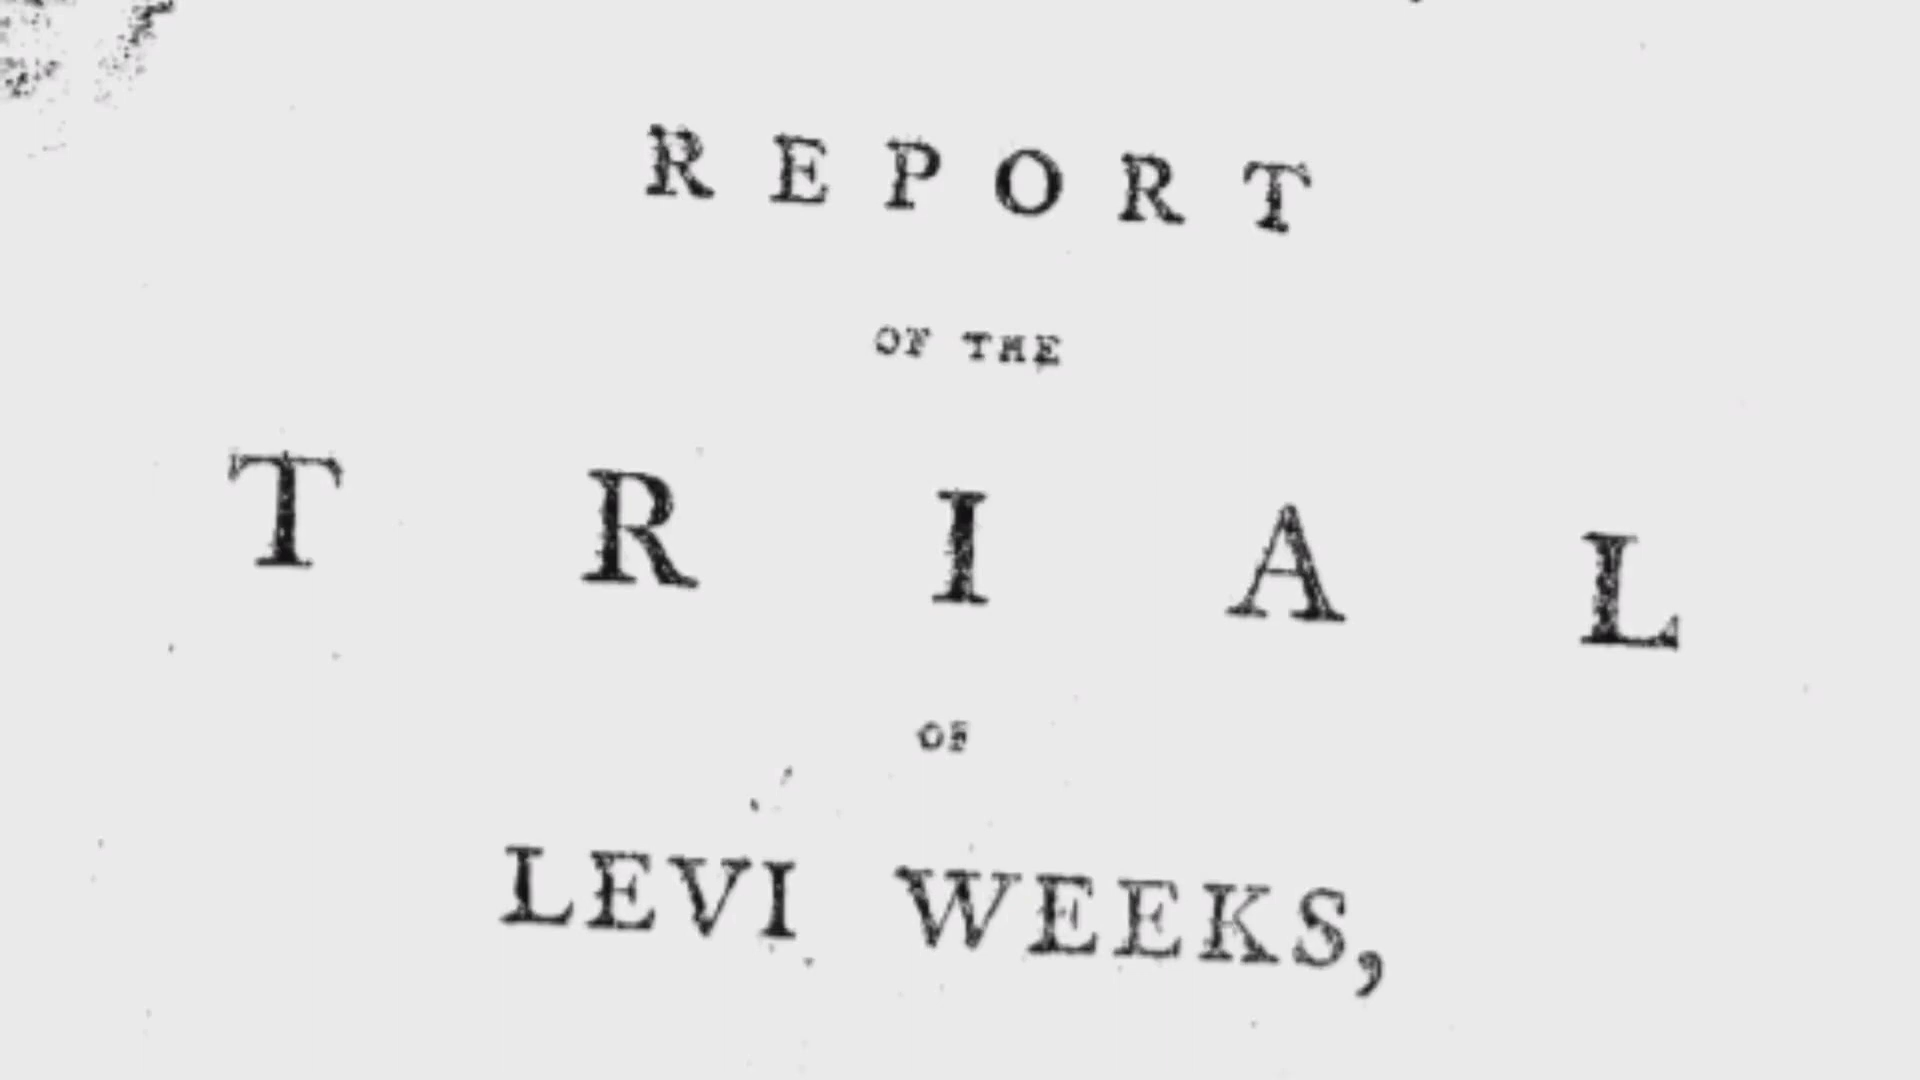 REPORT
OF THE
TRIAL
OF
LEVI WEEKS,